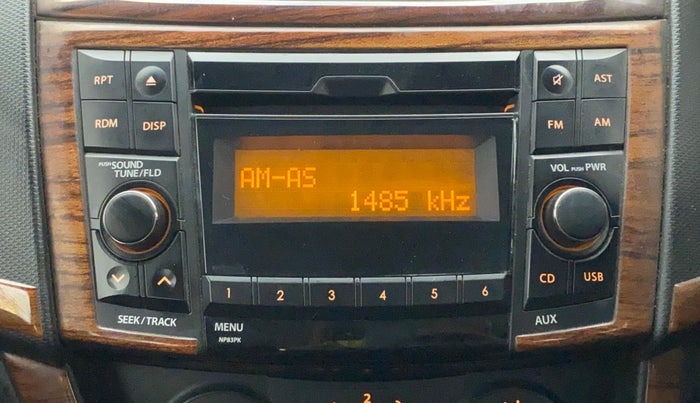 RPT
AST
RDM
DISP
FM
AM
PUSH SOUND
TUNE/FLD
VOL PUSH PWR
AM-AS
1485 kHz
1 2 3 4 5 6
CD
USB
SEEK/TRACK
MENU
NP83PK
AUX
2